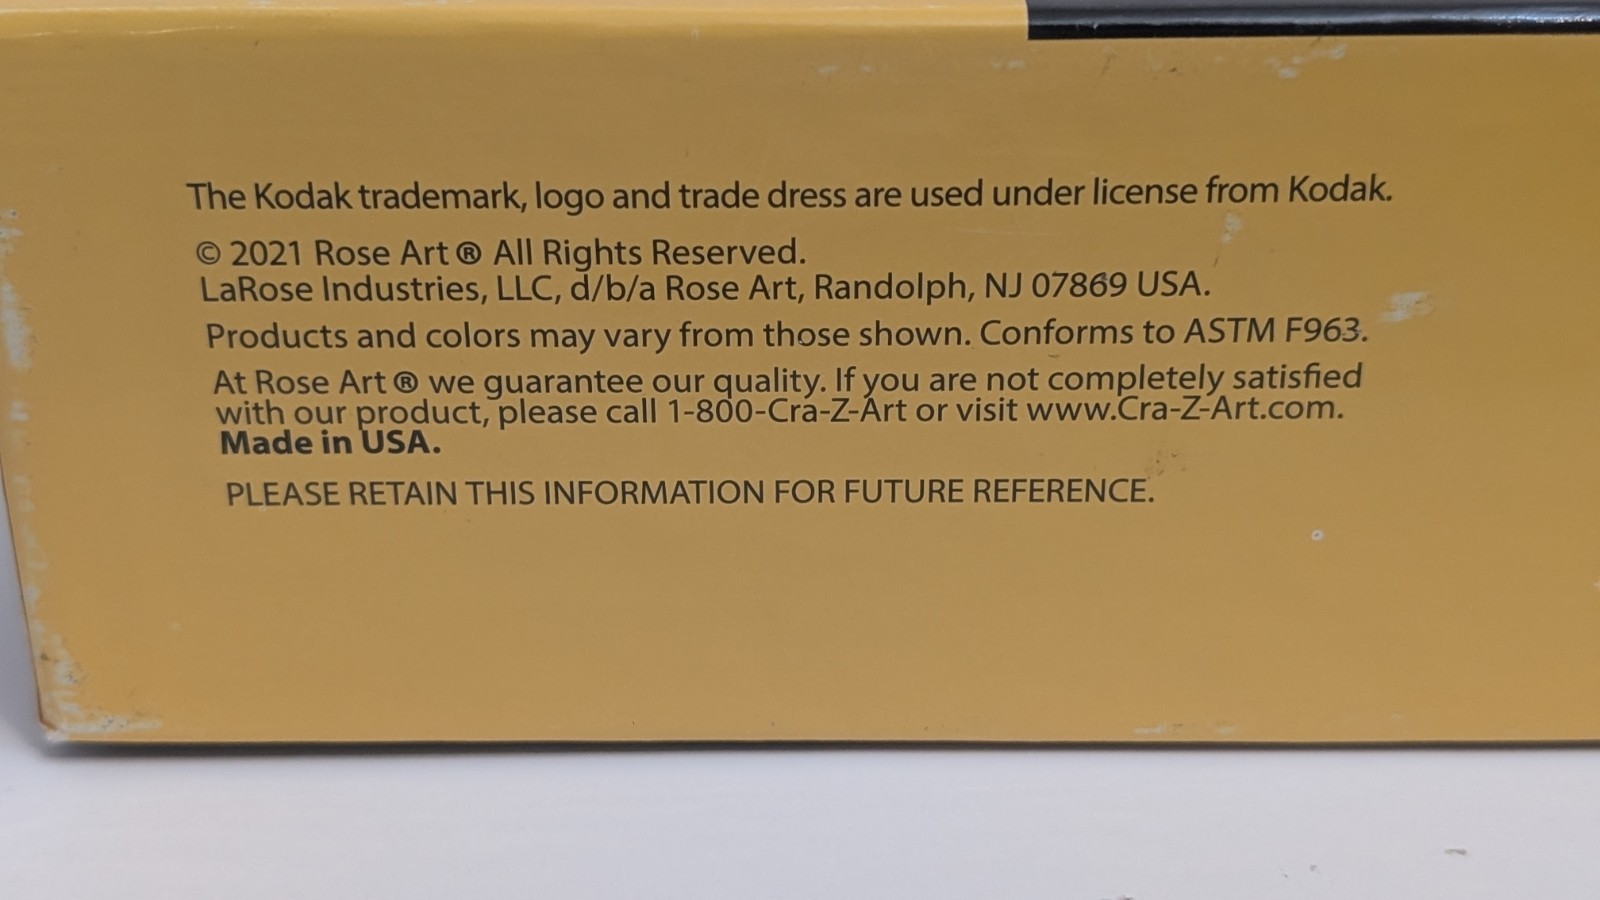 The Kodak trademark, logo and trade dress are used under license from Kodak.
© 2021 Rose Art ® All Rights Reserved.
LaRose Industries, LLC, d/b/a Rose Art, Randolph, NJ 07869 USA.
Products and colors may vary from those shown. Conforms to ASTM F963.
At Rose Art ® we guarantee our quality. If you are not completely satisfied
with our product, please call 1-800-Cra-Z-Art or visit www.Cra-Z-Art.com.
Made in USA.
PLEASE RETAIN THIS INFORMATION FOR FUTURE REFERENCE.